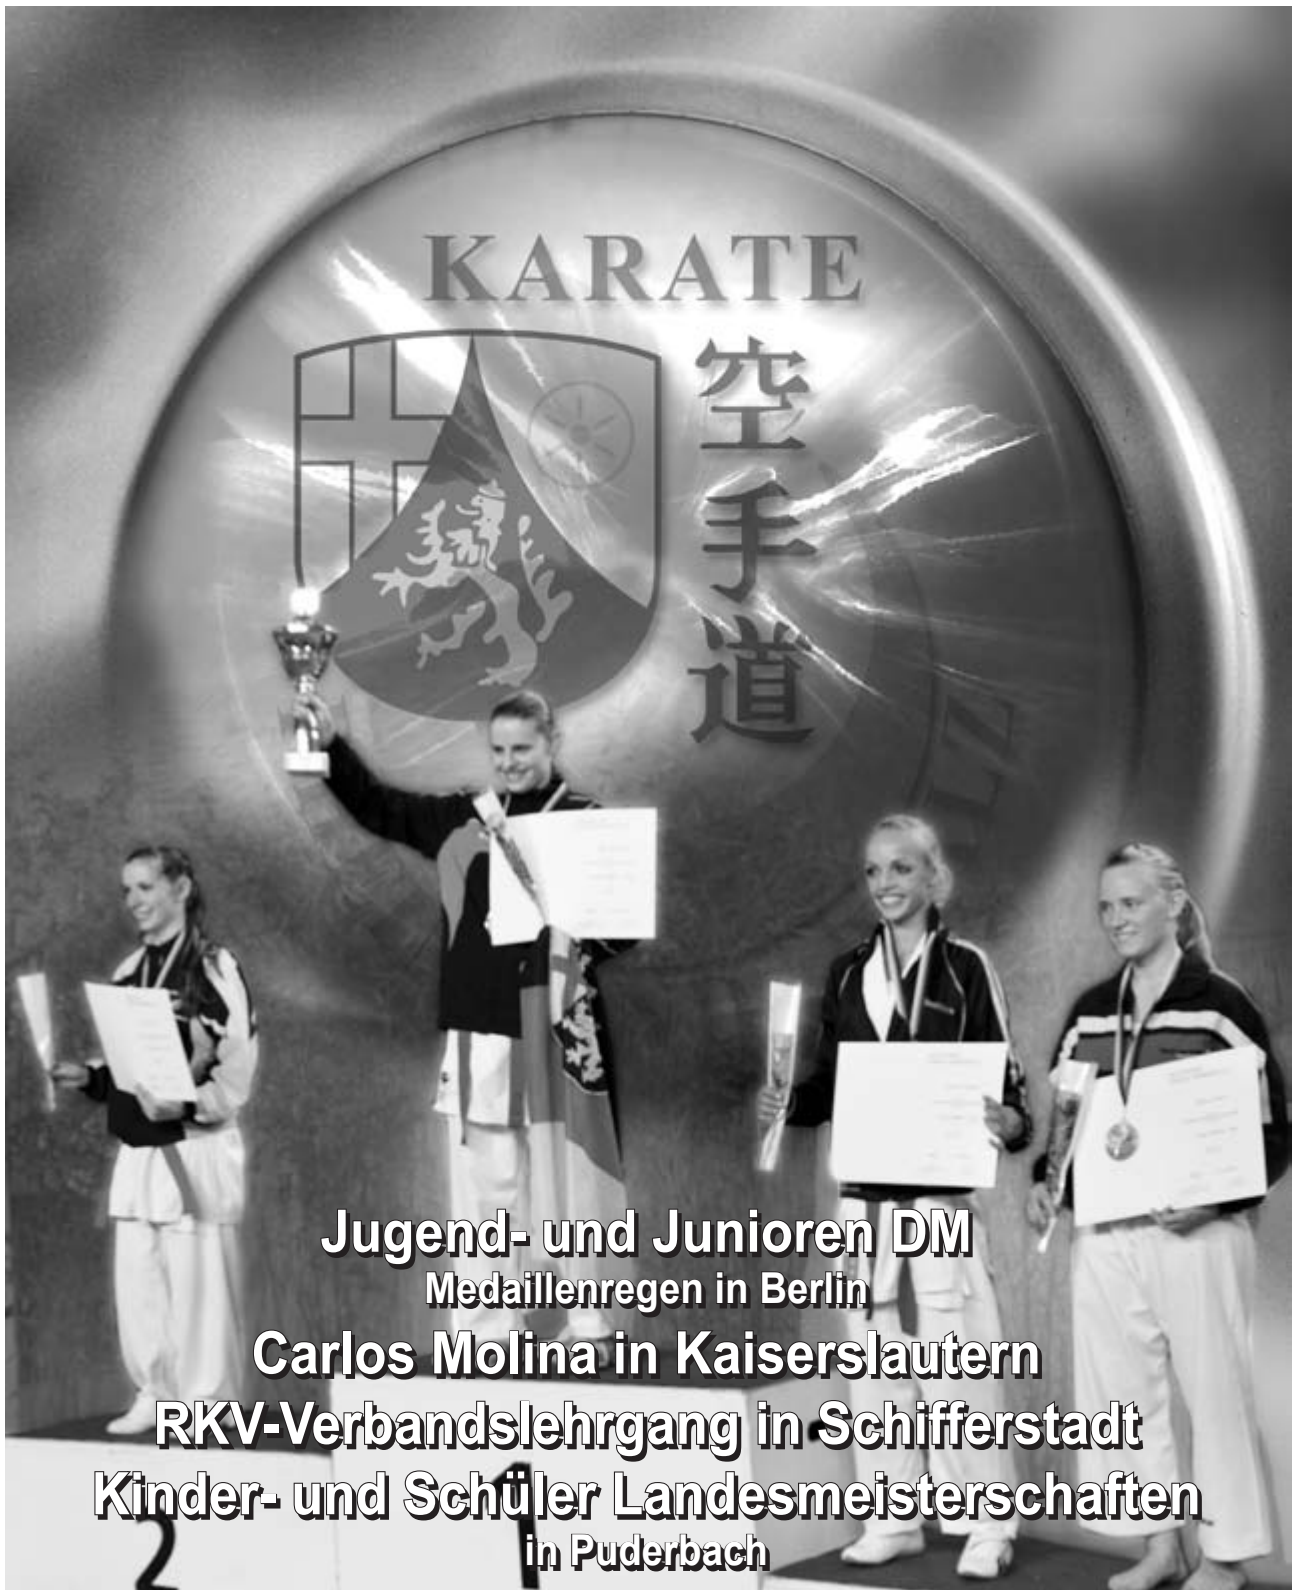 KARATE
空
手
道
Jugend- und Junioren DM
Medaillenregen in Berlin
Carlos Molina in Kaiserslautern
RKV-Verbandslehrgang in Schifferstadt
Kinder- und Schüler Landesmeisterschaften
in Puderbach
2
1